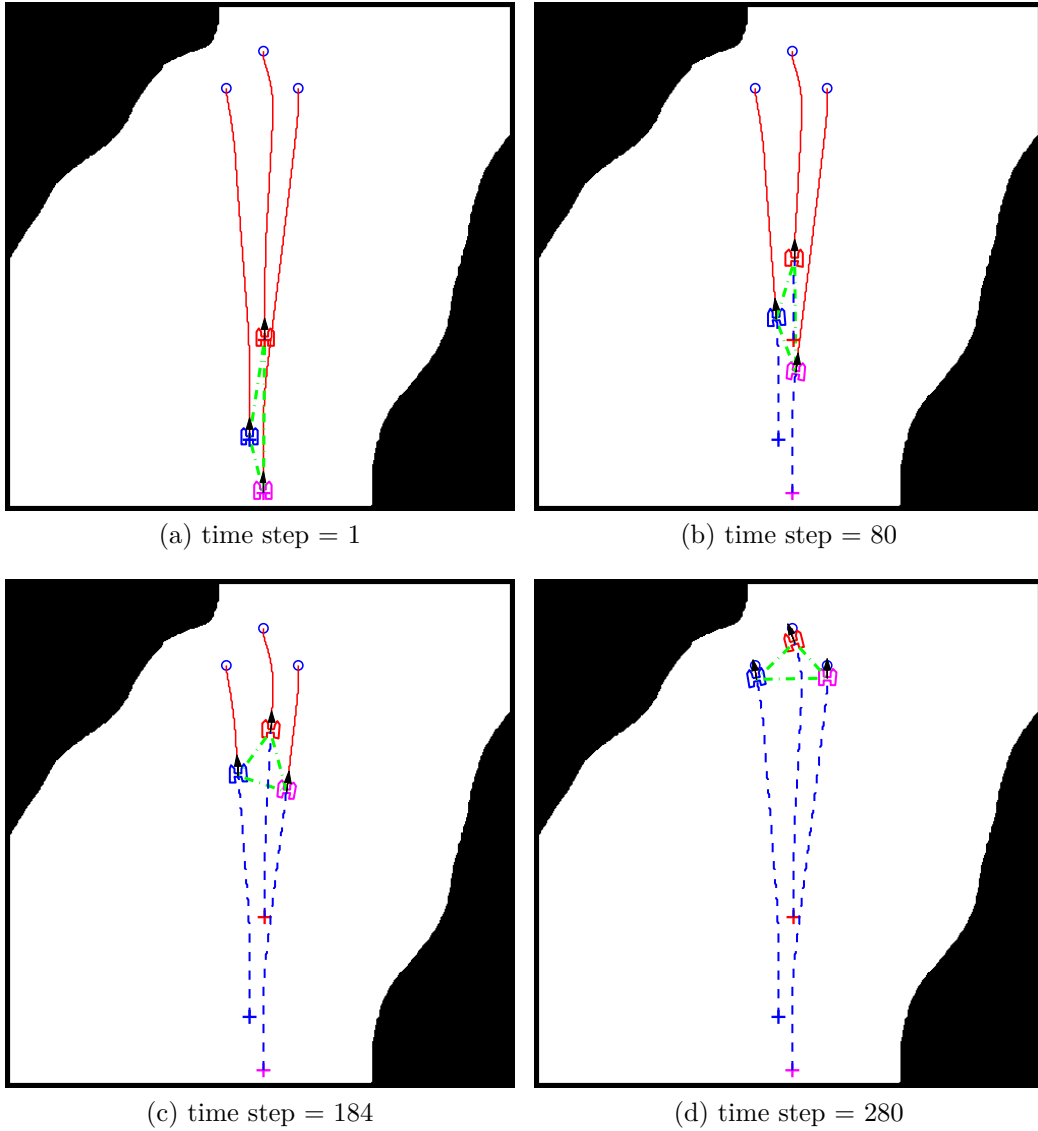 (a) time step = 1
(b) time step = 80
(c) time step = 184
(d) time step = 280